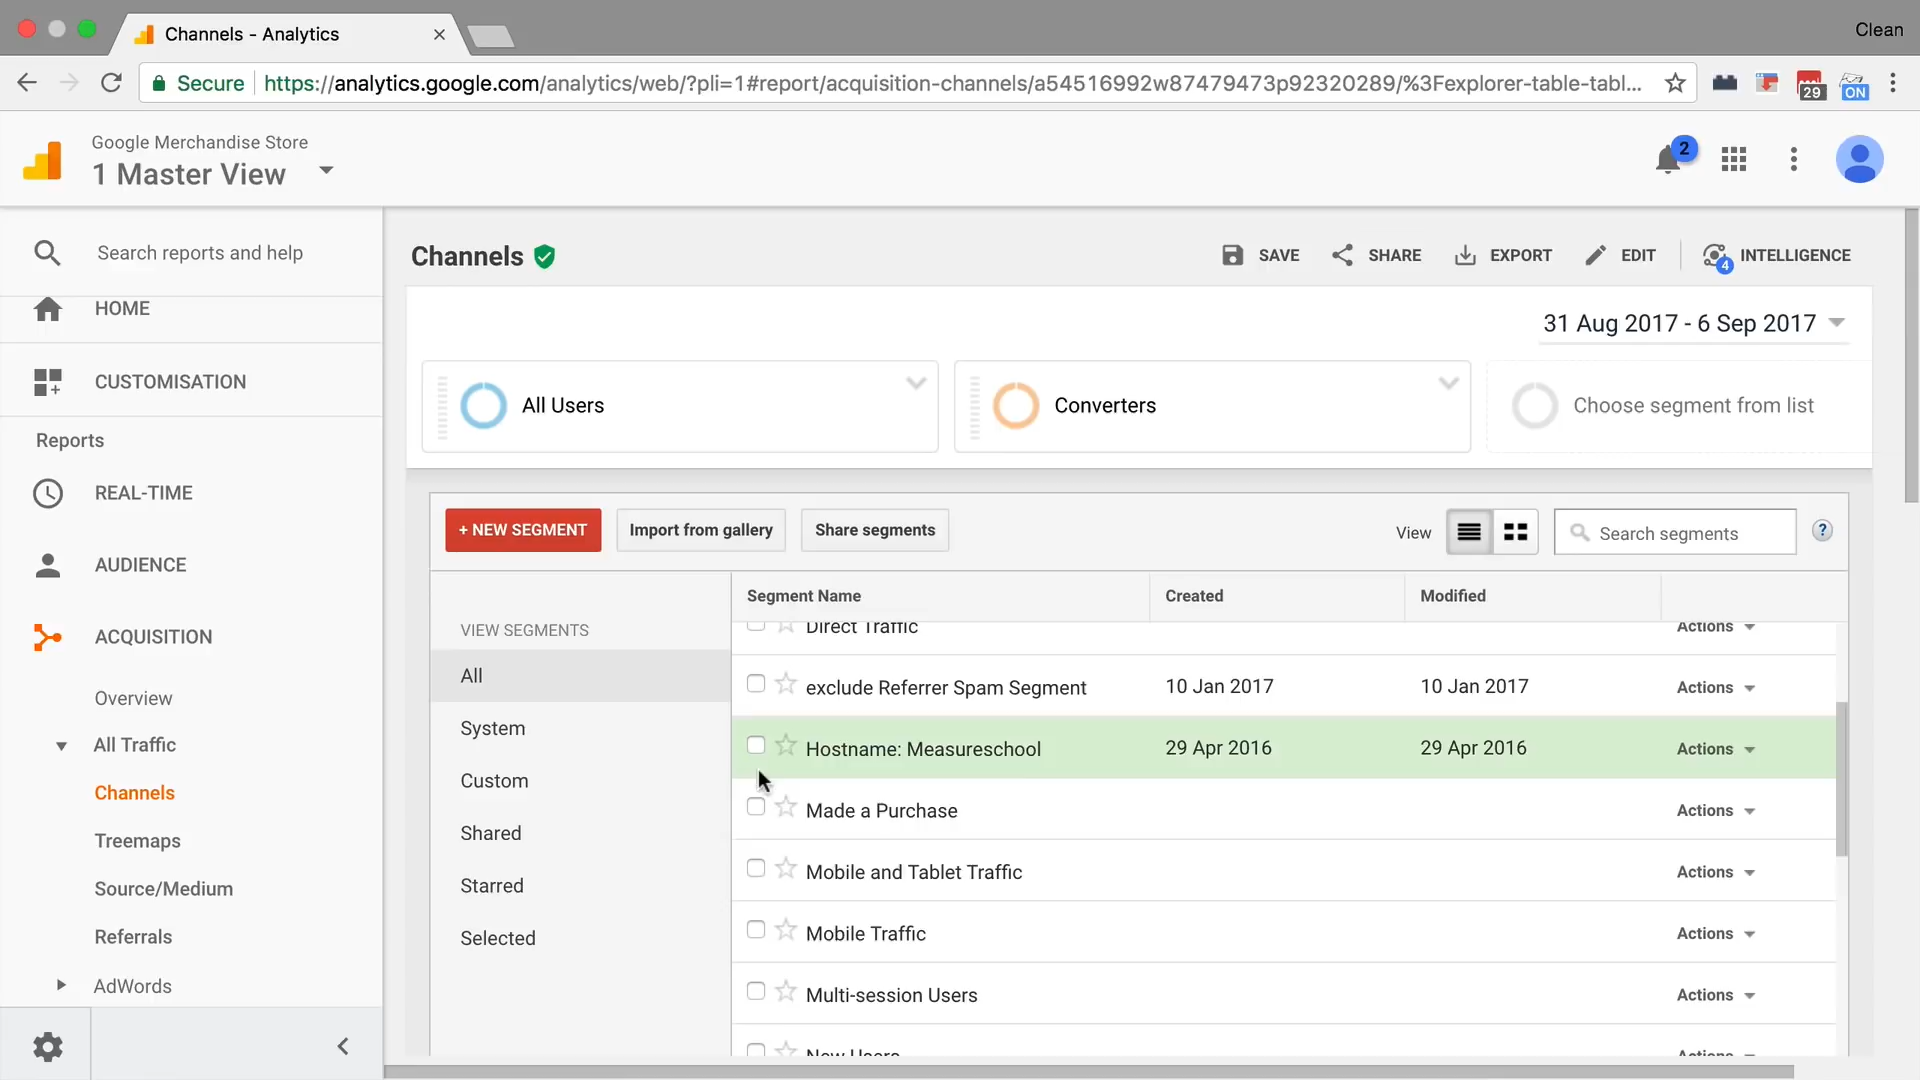 Channels - Analytics
Clean
Secure
https://analytics.google.com/analytics/web/?pli=1#report/acquisition-channels/a54516992w87479473p92320289/%3Fexplorer-table-tabl...
29
ON
Google Merchandise Store
1 Master View
2
Search reports and help
HOME
CUSTOMISATION
Reports
REAL-TIME
AUDIENCE
ACQUISITION
Overview
All Traffic
Channels
Treemaps
Source/Medium
Referrals
AdWords
Channels
SAVE
SHARE
EXPORT
EDIT
4
INTELLIGENCE
31 Aug 2017 - 6 Sep 2017
All Users
Converters
Choose segment from list
+ NEW SEGMENT
Import from gallery
Share segments
View
Search segments
?
VIEW SEGMENTS
All
System
Custom
Shared
Starred
Selected
Segment Name Created Modified
Direct Traffic Actions
exclude Referrer Spam Segment 10 Jan 2017 10 Jan 2017 Actions
Hostname: Measureschool 29 Apr 2016 29 Apr 2016 Actions
Made a Purchase Actions
Mobile and Tablet Traffic Actions
Mobile Traffic Actions
Multi-session Users Actions
New Users Actions